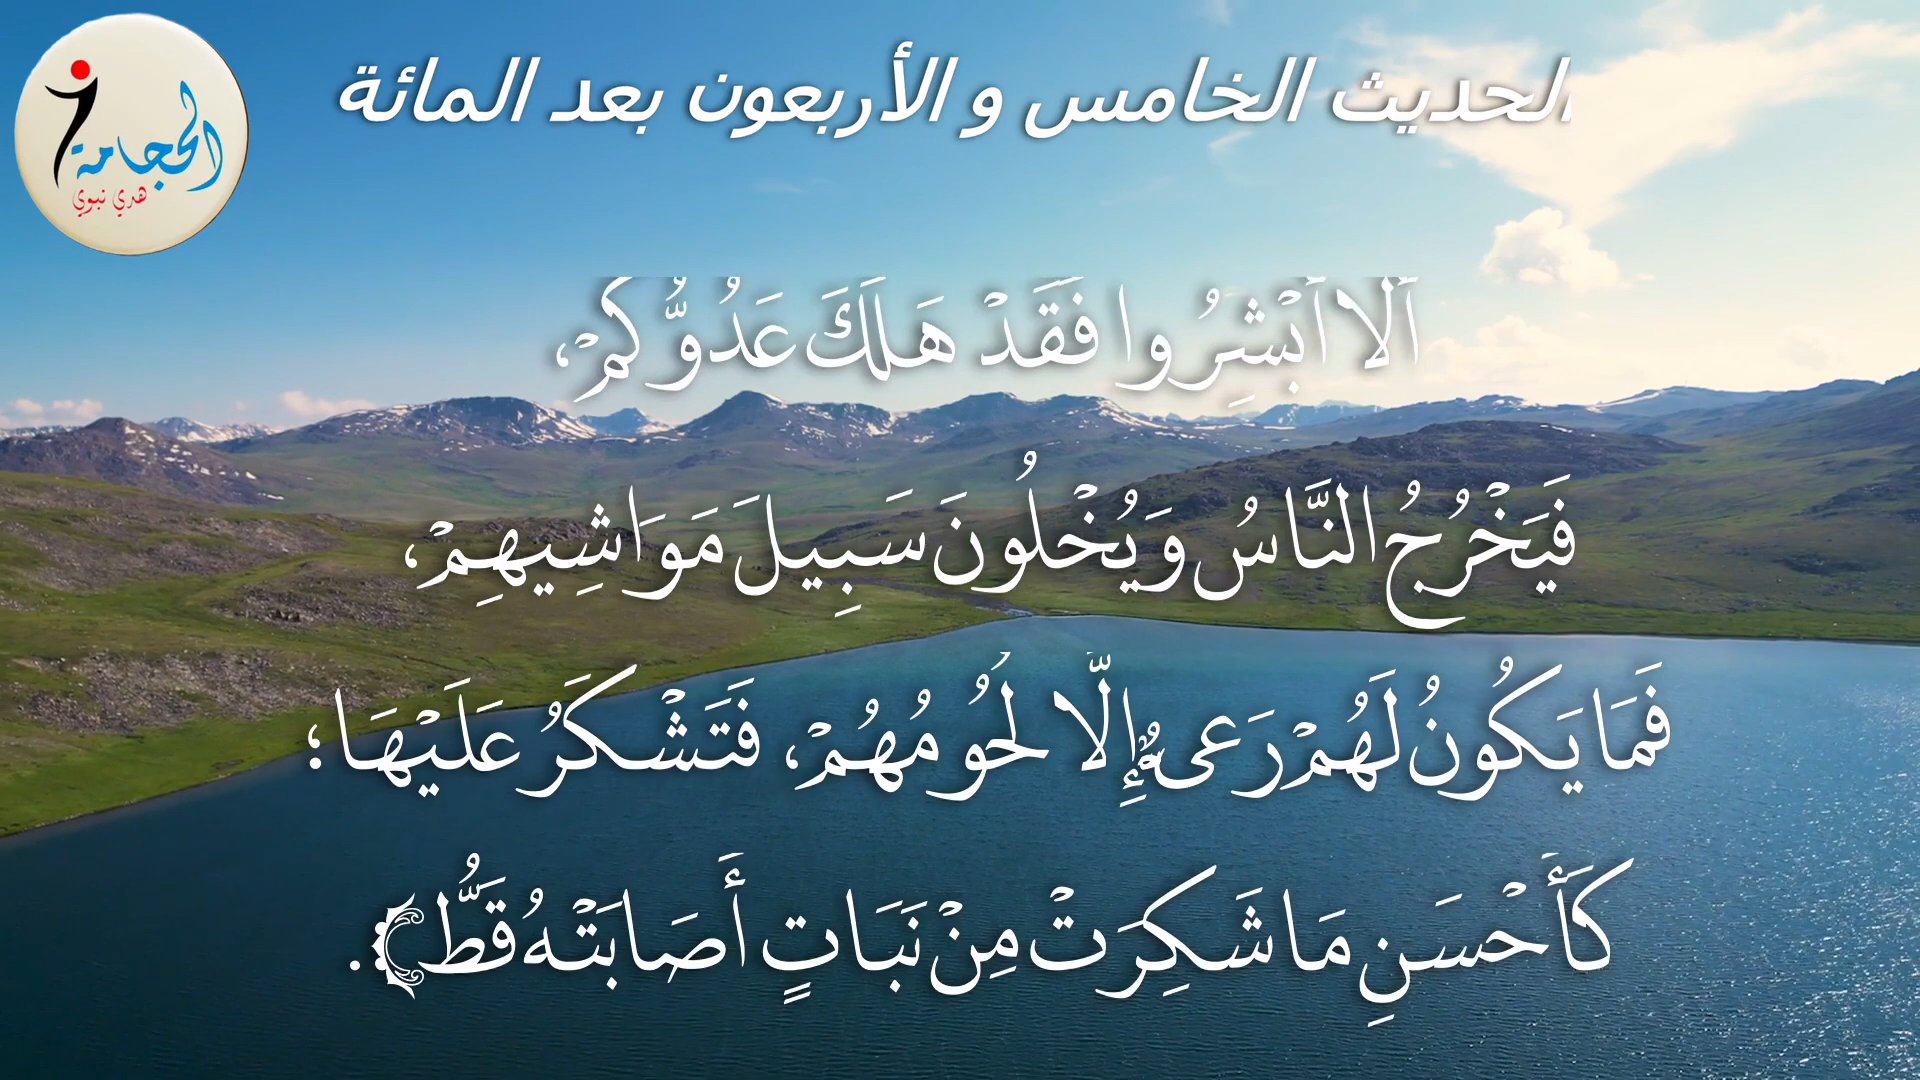 الحجامة
هدي نبوي
الحديث الخامس و الأربعون بعد المائة
أَلَا أَبْشِرُوا فَقَدْ هَلَكَ عَدُوُّكُمْ،
فَيَخْرُجُ النَّاسُ وَيُخْلُونَ سَبِيلَ مَوَاشِيهِمْ،
فَمَا يَكُونُ لَهُمْ رَعْيٌ إِلَّا لُحُومُهُمْ، فَتَشْكَرُ عَلَيْهَا؛
كَأَحْسَنِ مَا شَكِرَتْ مِنْ نَبَاتٍ أَصَابَتْهُ قَطُّ﴾.